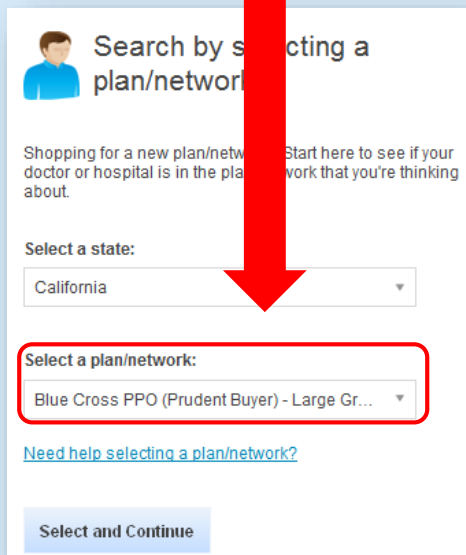 Search by s cting a
plan/networ
Shopping for a new plan/netw Start here to see if your
doctor or hospital is in the pla work that you're thinking
about.
Select a state:
California
Select a plan/network:
Blue Cross PPO (Prudent Buyer) - Large Gr...
Need help selecting a plan/network?
Select and Continue